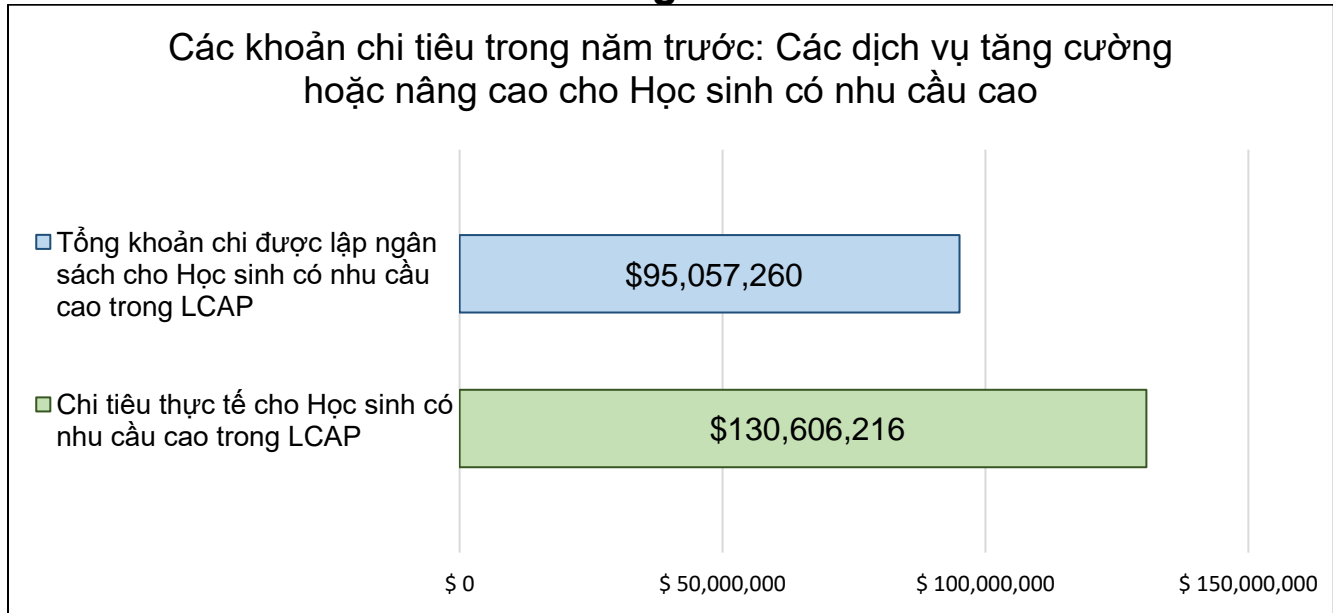 Các khoản chi tiêu trong năm trước: Các dịch vụ tăng cường
hoặc nâng cao cho Học sinh có nhu cầu cao
Tổng khoản chi được lập ngân
sách cho Học sinh có nhu cầu
cao trong LCAP
$95,057,260
Chi tiêu thực tế cho Học sinh có
nhu cầu cao trong LCAP
$130,606,216
$ 0
$ 50,000,000
$ 100,000,000
$ 150,000,000